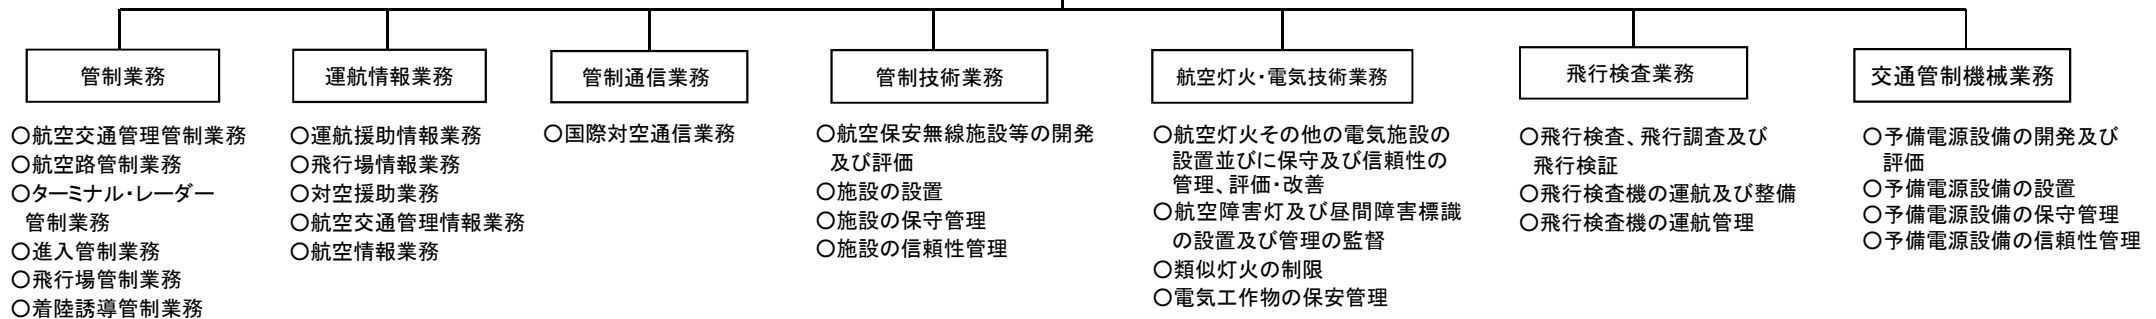 管制業務
○航空交通管理管制業務
○航空路管制業務
○ターミナル・レーダー
管制業務
○進入管制業務
○飛行場管制業務
○着陸誘導管制業務
運航情報業務
○運航援助情報業務
○飛行場情報業務
○対空援助業務
○航空交通管理情報業務
○航空情報業務
管制通信業務
○国際対空通信業務
管制技術業務
○航空保安無線施設等の開発
及び評価
○施設の設置
○施設の保守管理
○施設の信頼性管理
航空灯火・電気技術業務
○航空灯火その他の電気施設の
設置並びに保守及び信頼性の
管理、評価・改善
○航空障害灯及び昼間障害標識
の設置及び管理の監督
○類似灯火の制限
○電気工作物の保安管理
飛行検査業務
○飛行検査、飛行調査及び
飛行検証
○飛行検査機の運航及び整備
○飛行検査機の運航管理
交通管制機械業務
○予備電源設備の開発及び
評価
○予備電源設備の設置
○予備電源設備の保守管理
○予備電源設備の信頼性管理